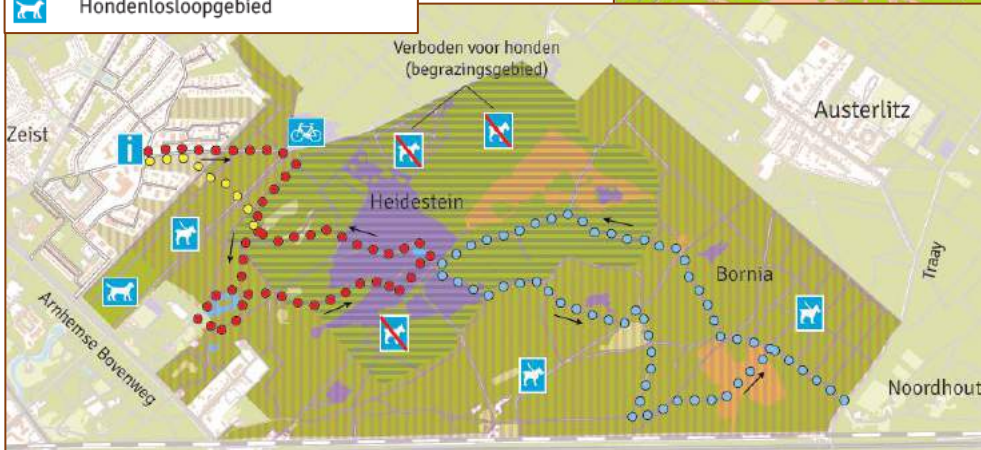 Hondenlosloopgebied
Verboden voor honden
(begrazingsgebied)
Austerlitz
Zeist
i
Heidestein
Traay
Bornia
Arnhemse Bovenweg
Noordhout